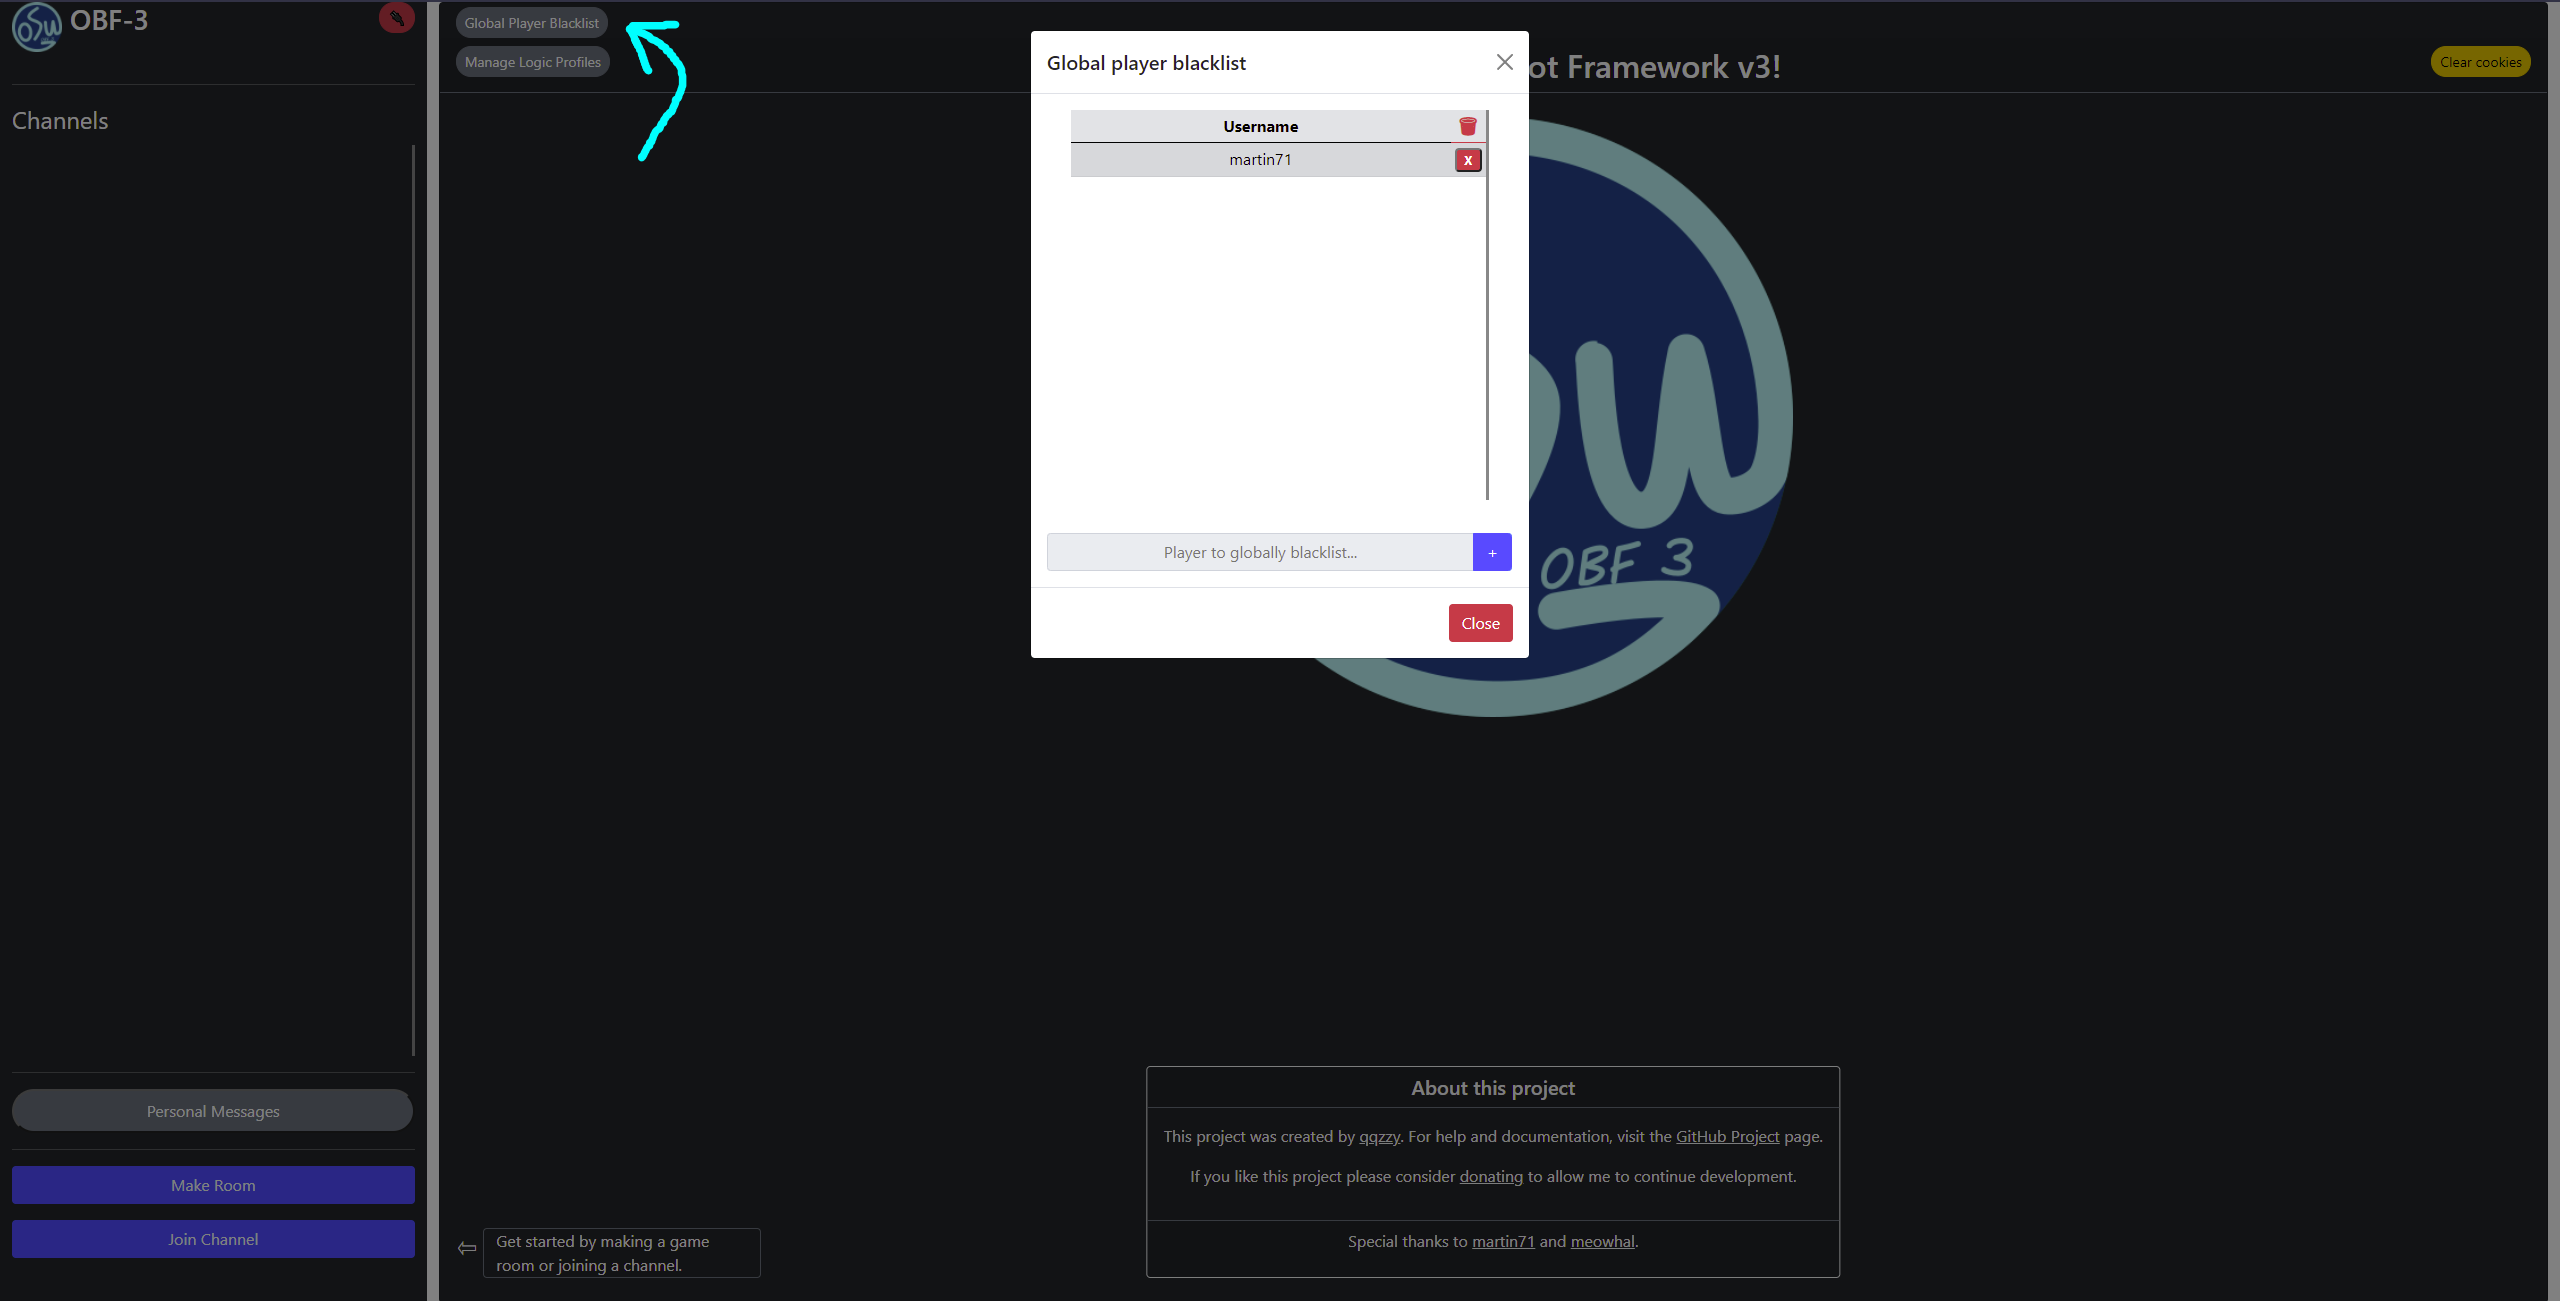 OSW
OBF-3
Channels
Personal Messages
Make Room
Join Channel
Global Player Blacklist
Manage Logic Profiles
ot Framework v3!
Clear cookies
Global player blacklist
Username
martin71
x
Player to globally blacklist...
+
Close
W
OBF 3
Get started by making a game
room or joining a channel.
About this project
This project was created by qqzzy. For help and documentation, visit the GitHub Project page.
If you like this project please consider donating to allow me to continue development.
Special thanks to martin71 and meowhal.